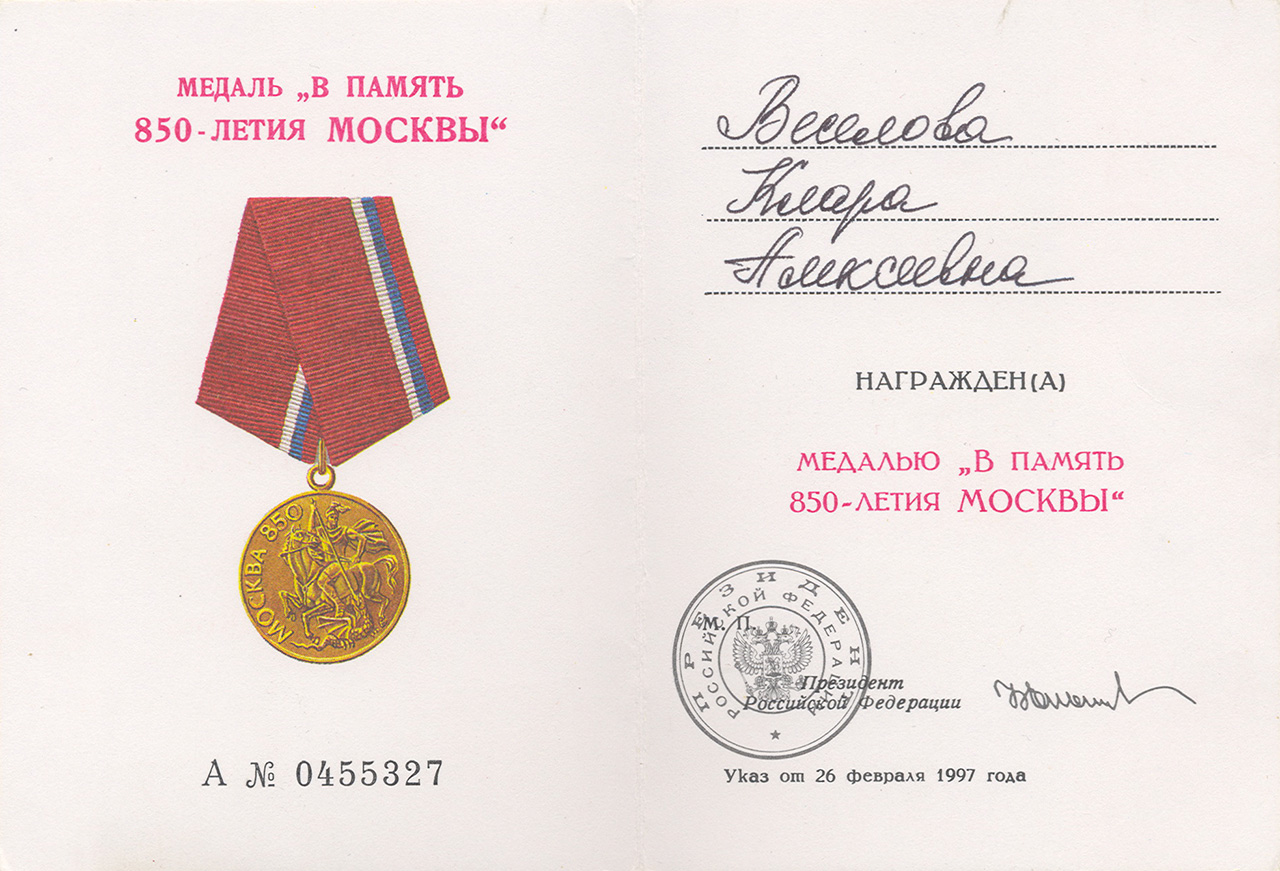 МЕДАЛЬ „В ПАМЯТЬ
850-ЛЕТИЯ МОСКВЫ“
МОСКВА 850
А № 0455327
Веселова
Клара
Алексеевна
НАГРАЖДЕН(А)
МЕДАЛЬЮ „В ПАМЯТЬ
850-ЛЕТИЯ МОСКВЫ“
ПРЕЗИДЕНТ
РОССИЙСКОЙ ФЕДЕРАЦИИ
М. П.
Президент
Российской Федерации
Указ от 26 февраля 1997 года